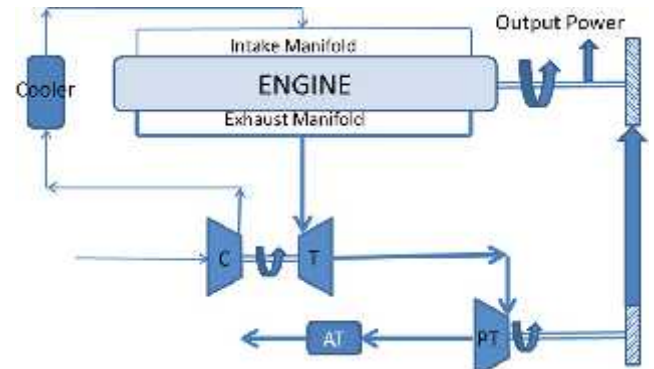 Output Power
Intake Manifold
Cooler
ENGINE
Exhaust Manifold
C
T
AT
PT